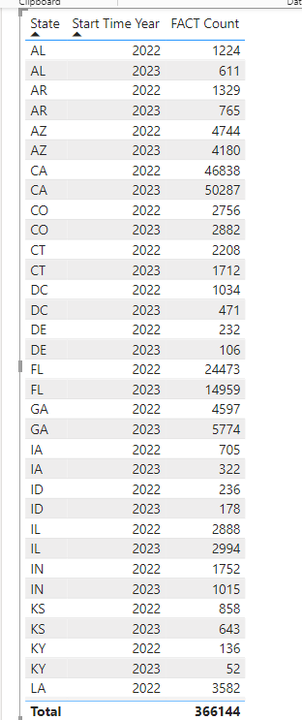 Clipboard
State Start Time Year FACT Count
AL 2022 1224
AL 2023 611
AR 2022 1329
AR 2023 765
AZ 2022 4744
AZ 2023 4180
CA 2022 46838
CA 2023 50287
CO 2022 2756
CO 2023 2882
CT 2022 2208
CT 2023 1712
DC 2022 1034
DC 2023 471
DE 2022 232
DE 2023 106
FL 2022 24473
FL 2023 14959
GA 2022 4597
GA 2023 5774
IA 2022 705
IA 2023 322
ID 2022 236
ID 2023 178
IL 2022 2888
IL 2023 2994
IN 2022 1752
IN 2023 1015
KS 2022 858
KS 2023 643
KY 2022 136
KY 2023 52
LA 2022 3582
Total 366144